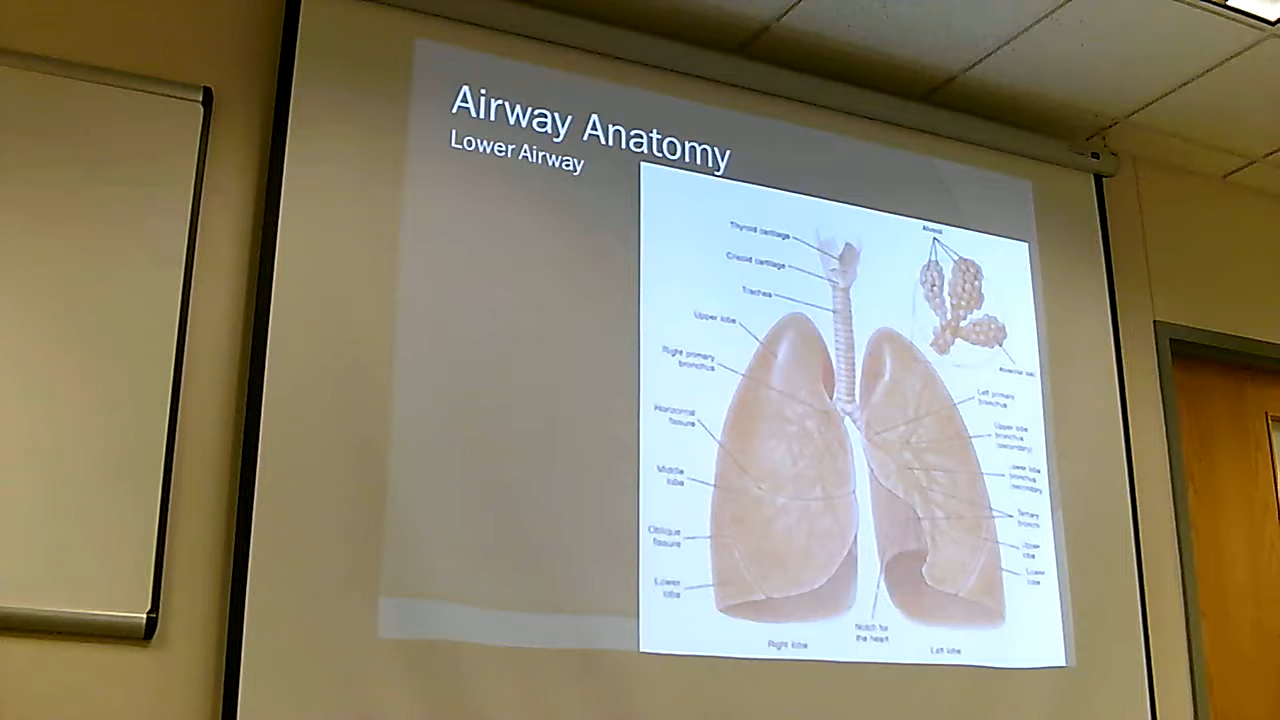 Airway Anatomy
Lower Airway
Thyroid cartilage
Cricoid cartilage
Trachea
Upper lobe
Right primary
bronchus
Horizontal
fissure
Middle
lobe
Oblique
fissure
Lower
lobe
Right lobe
Alveoli
Alveolar sac
Left primary
bronchus
Upper lobe
bronchus
(secondary)
Lower lobe
bronchus
(secondary)
Tertiary
bronchi
Upper
lobe
Lower
lobe
Notch for
the heart
Left lobe